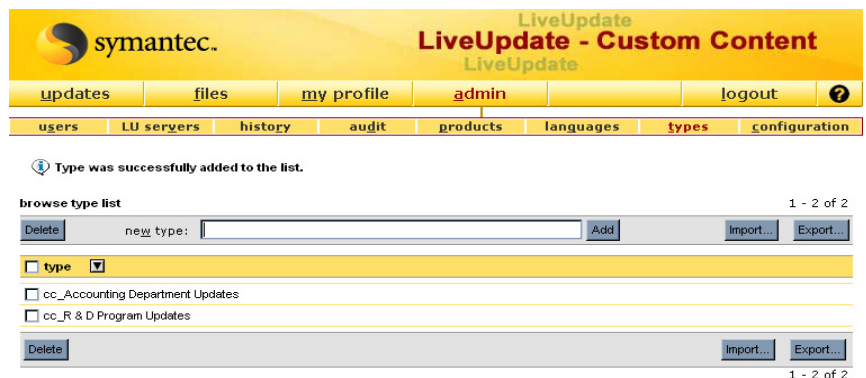 LiveUpdate
symantec.
LiveUpdate - Custom Content
LiveUpdate
updates files my profile admin logout ?
users LU servers history audit products languages types configuration
i Type was successfully added to the list.
browse type list 1 - 2 of 2
Delete new type: Add Import... Export...
type
cc_Accounting Department Updates
cc_R & D Program Updates
Delete Import... Export...
1 - 2 of 2